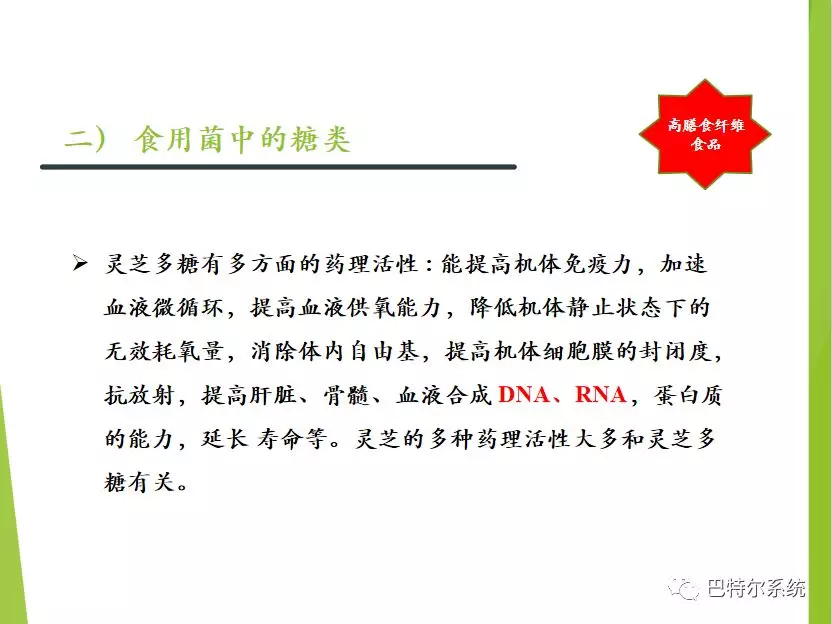 二） 食用菌中的糖类
高膳食纤维
食品
灵芝多糖有多方面的药理活性：能提高机体免疫力，加速
血液微循环，提高血液供氧能力，降低机体静止状态下的
无效耗氧量，消除体内自由基，提高机体细胞膜的封闭度，
抗放射，提高肝脏、骨髓、血液合成 DNA、RNA，蛋白质
的能力，延长 寿命等。灵芝的多种药理活性大多和灵芝多
糖有关。
巴特尔系统